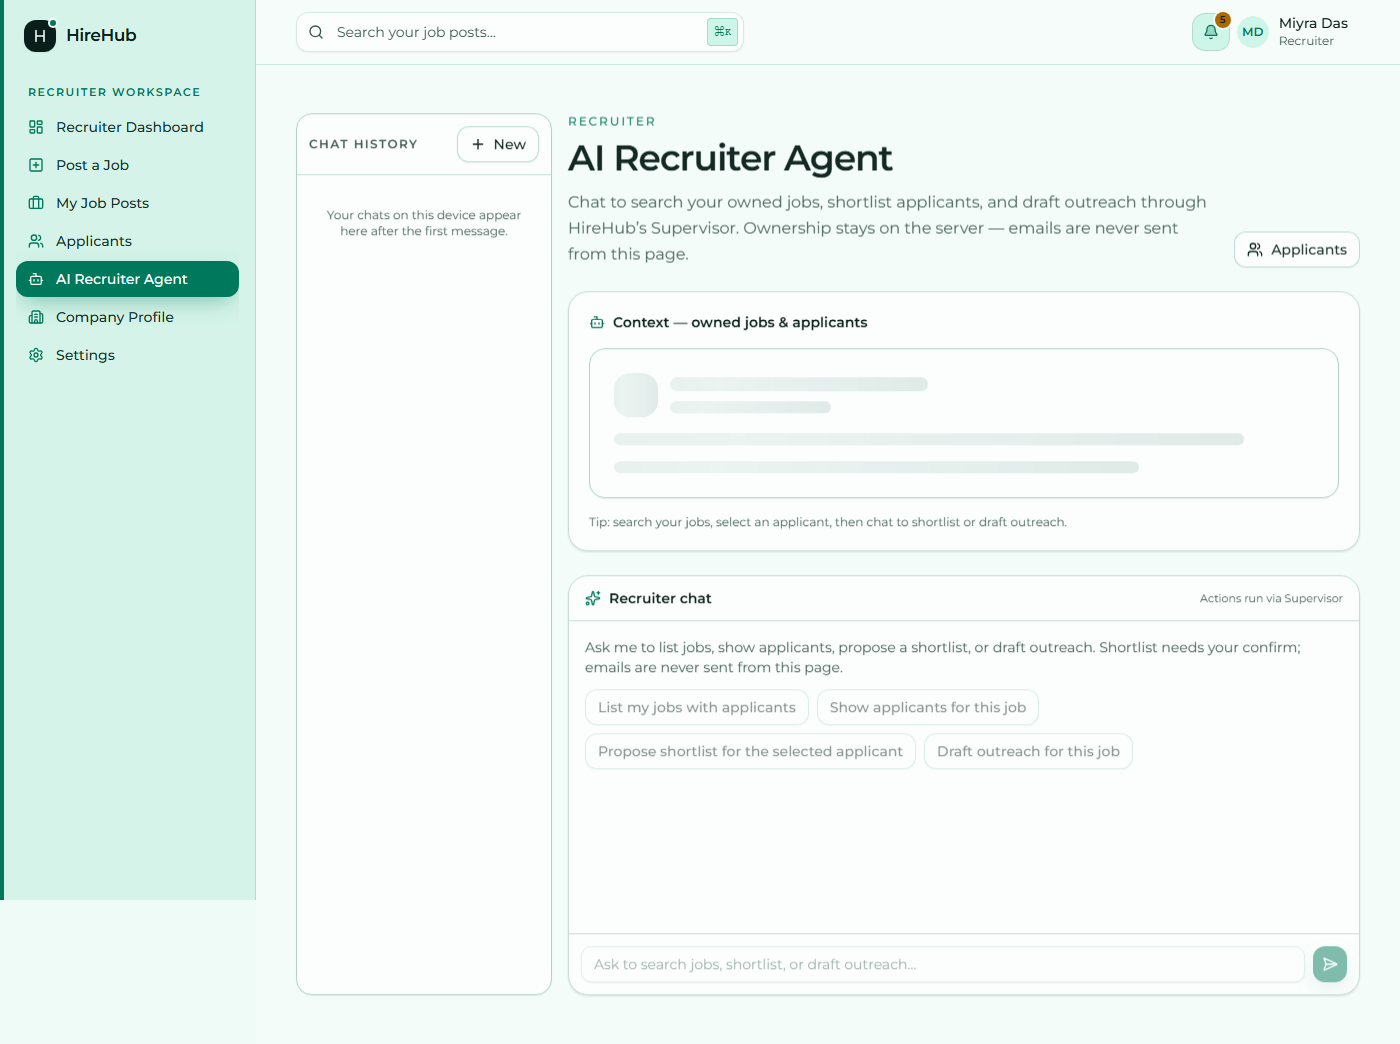 H
HireHub
RECRUITER WORKSPACE
Recruiter Dashboard
Post a Job
My Job Posts
Applicants
AI Recruiter Agent
Company Profile
Settings
Search your job posts...
⌘K
5
MD
Miyra Das
Recruiter
CHAT HISTORY
New
Your chats on this device appear
here after the first message.
RECRUITER
AI Recruiter Agent
Chat to search your owned jobs, shortlist applicants, and draft outreach through
HireHub's Supervisor. Ownership stays on the server — emails are never sent
from this page.
Applicants
Context — owned jobs & applicants
Tip: search your jobs, select an applicant, then chat to shortlist or draft outreach.
Recruiter chat
Actions run via Supervisor
Ask me to list jobs, show applicants, propose a shortlist, or draft outreach. Shortlist needs your confirm;
emails are never sent from this page.
List my jobs with applicants
Show applicants for this job
Propose shortlist for the selected applicant
Draft outreach for this job
Ask to search jobs, shortlist, or draft outreach...